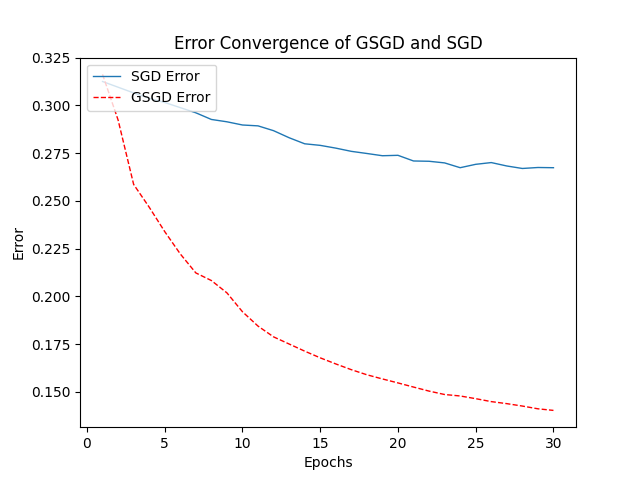 Error Convergence of GSGD and SGD
SGD Error
GSGD Error
0.325
0.300
0.275
0.250
0.225
0.200
0.175
0.150
Error
0 5 10 15 20 25 30
Epochs